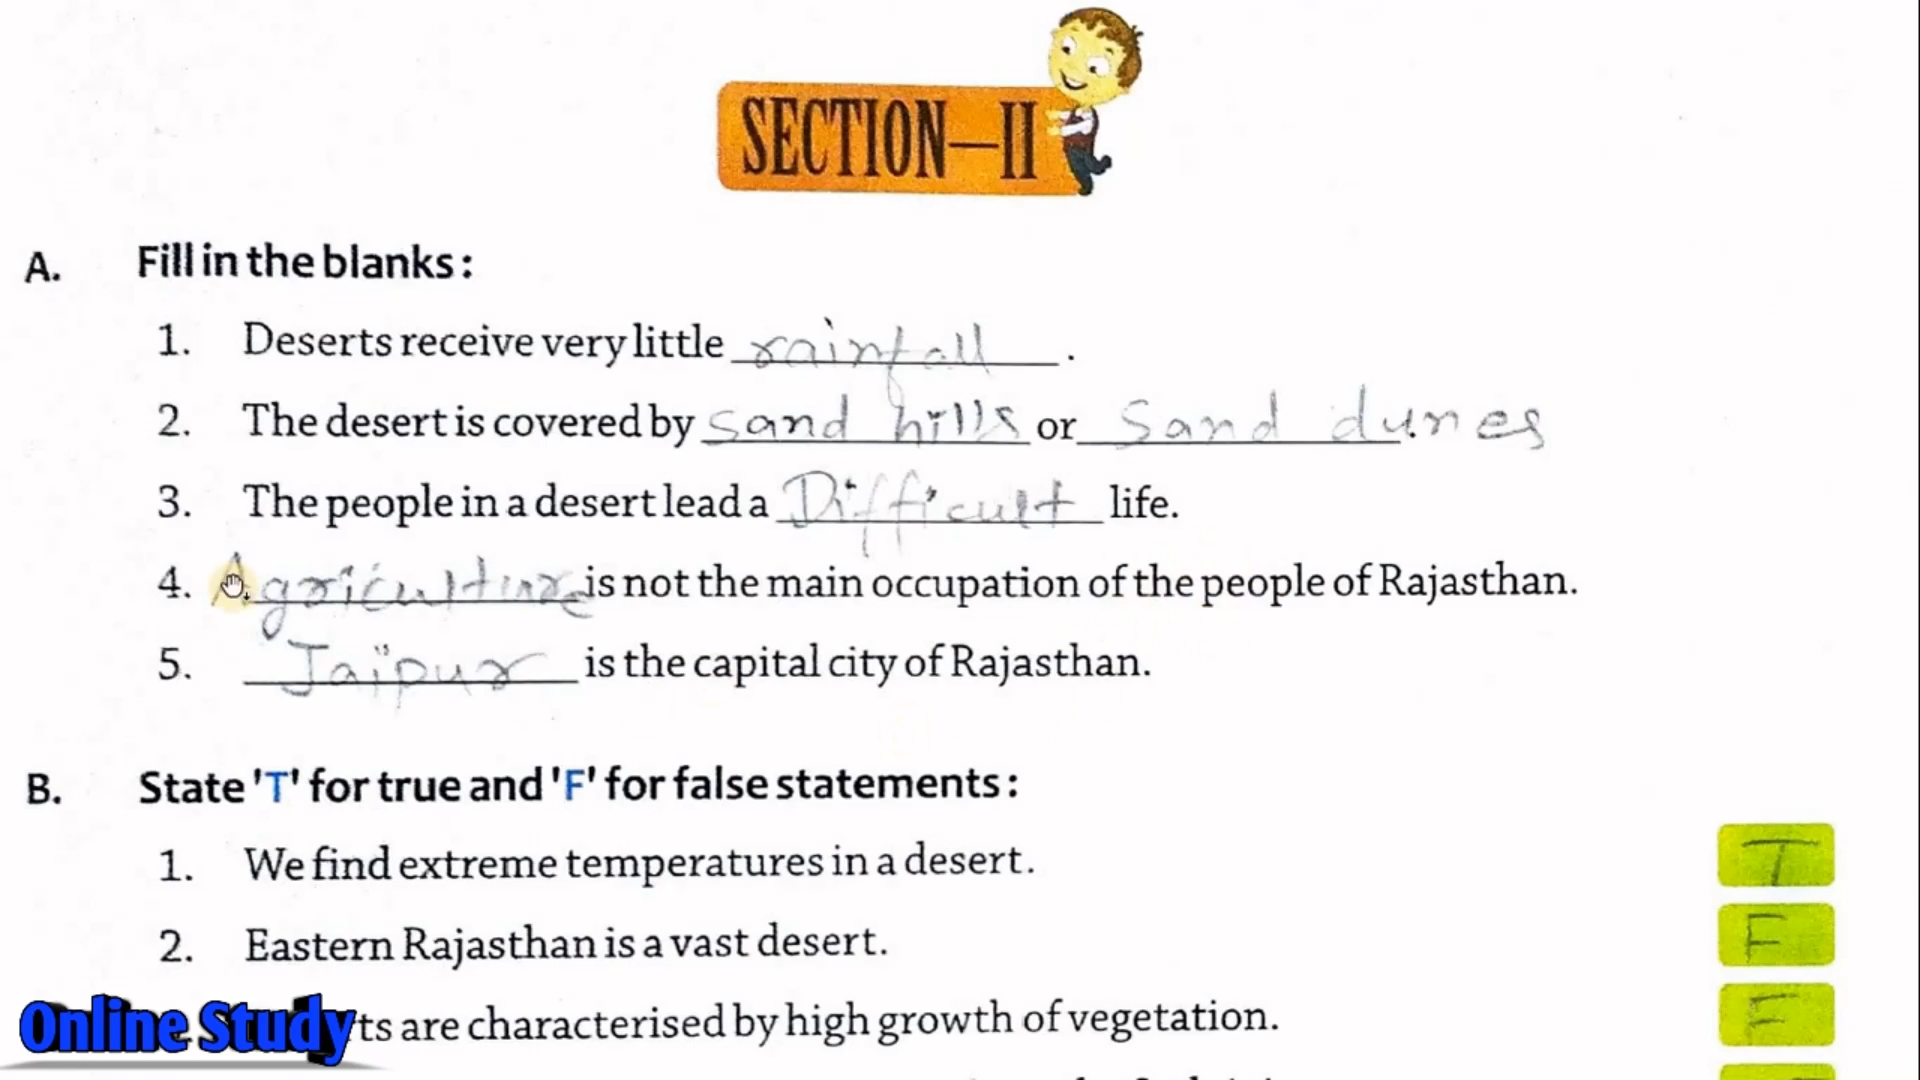 SECTION—II
A. Fill in the blanks :
1. Deserts receive very little rainfall .
2. The desert is covered by sand hills or Sand dunes .
3. The people in a desert lead a Difficult life.
4. Agriculture is not the main occupation of the people of Rajasthan.
5. Jaipur is the capital city of Rajasthan.
B. State 'T' for true and 'F' for false statements :
1. We find extreme temperatures in a desert. T
2. Eastern Rajasthan is a vast desert. F
rts are characterised by high growth of vegetation. F
Online Study